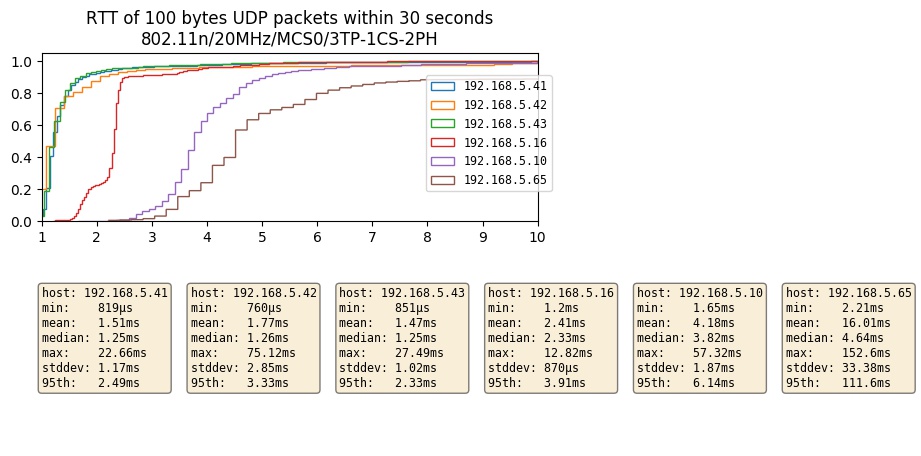 RTT of 100 bytes UDP packets within 30 seconds
802.11n/20MHz/MCS0/3TP-1CS-2PH
1.0
0.8
0.6
0.4
0.2
0.0
1 2 3 4 5 6 7 8 9 10
192.168.5.41
192.168.5.42
192.168.5.43
192.168.5.16
192.168.5.10
192.168.5.65
host: 192.168.5.41
min: 819µs
mean: 1.51ms
median: 1.25ms
max: 22.66ms
stddev: 1.17ms
95th: 2.49ms
host: 192.168.5.42
min: 760µs
mean: 1.77ms
median: 1.26ms
max: 75.12ms
stddev: 2.85ms
95th: 3.33ms
host: 192.168.5.43
min: 851µs
mean: 1.47ms
median: 1.25ms
max: 27.49ms
stddev: 1.02ms
95th: 2.33ms
host: 192.168.5.16
min: 1.2ms
mean: 2.41ms
median: 2.33ms
max: 12.82ms
stddev: 870µs
95th: 3.91ms
host: 192.168.5.10
min: 1.65ms
mean: 4.18ms
median: 3.82ms
max: 57.32ms
stddev: 1.87ms
95th: 6.14ms
host: 192.168.5.65
min: 2.21ms
mean: 16.01ms
median: 4.64ms
max: 152.6ms
stddev: 33.38ms
95th: 111.6ms